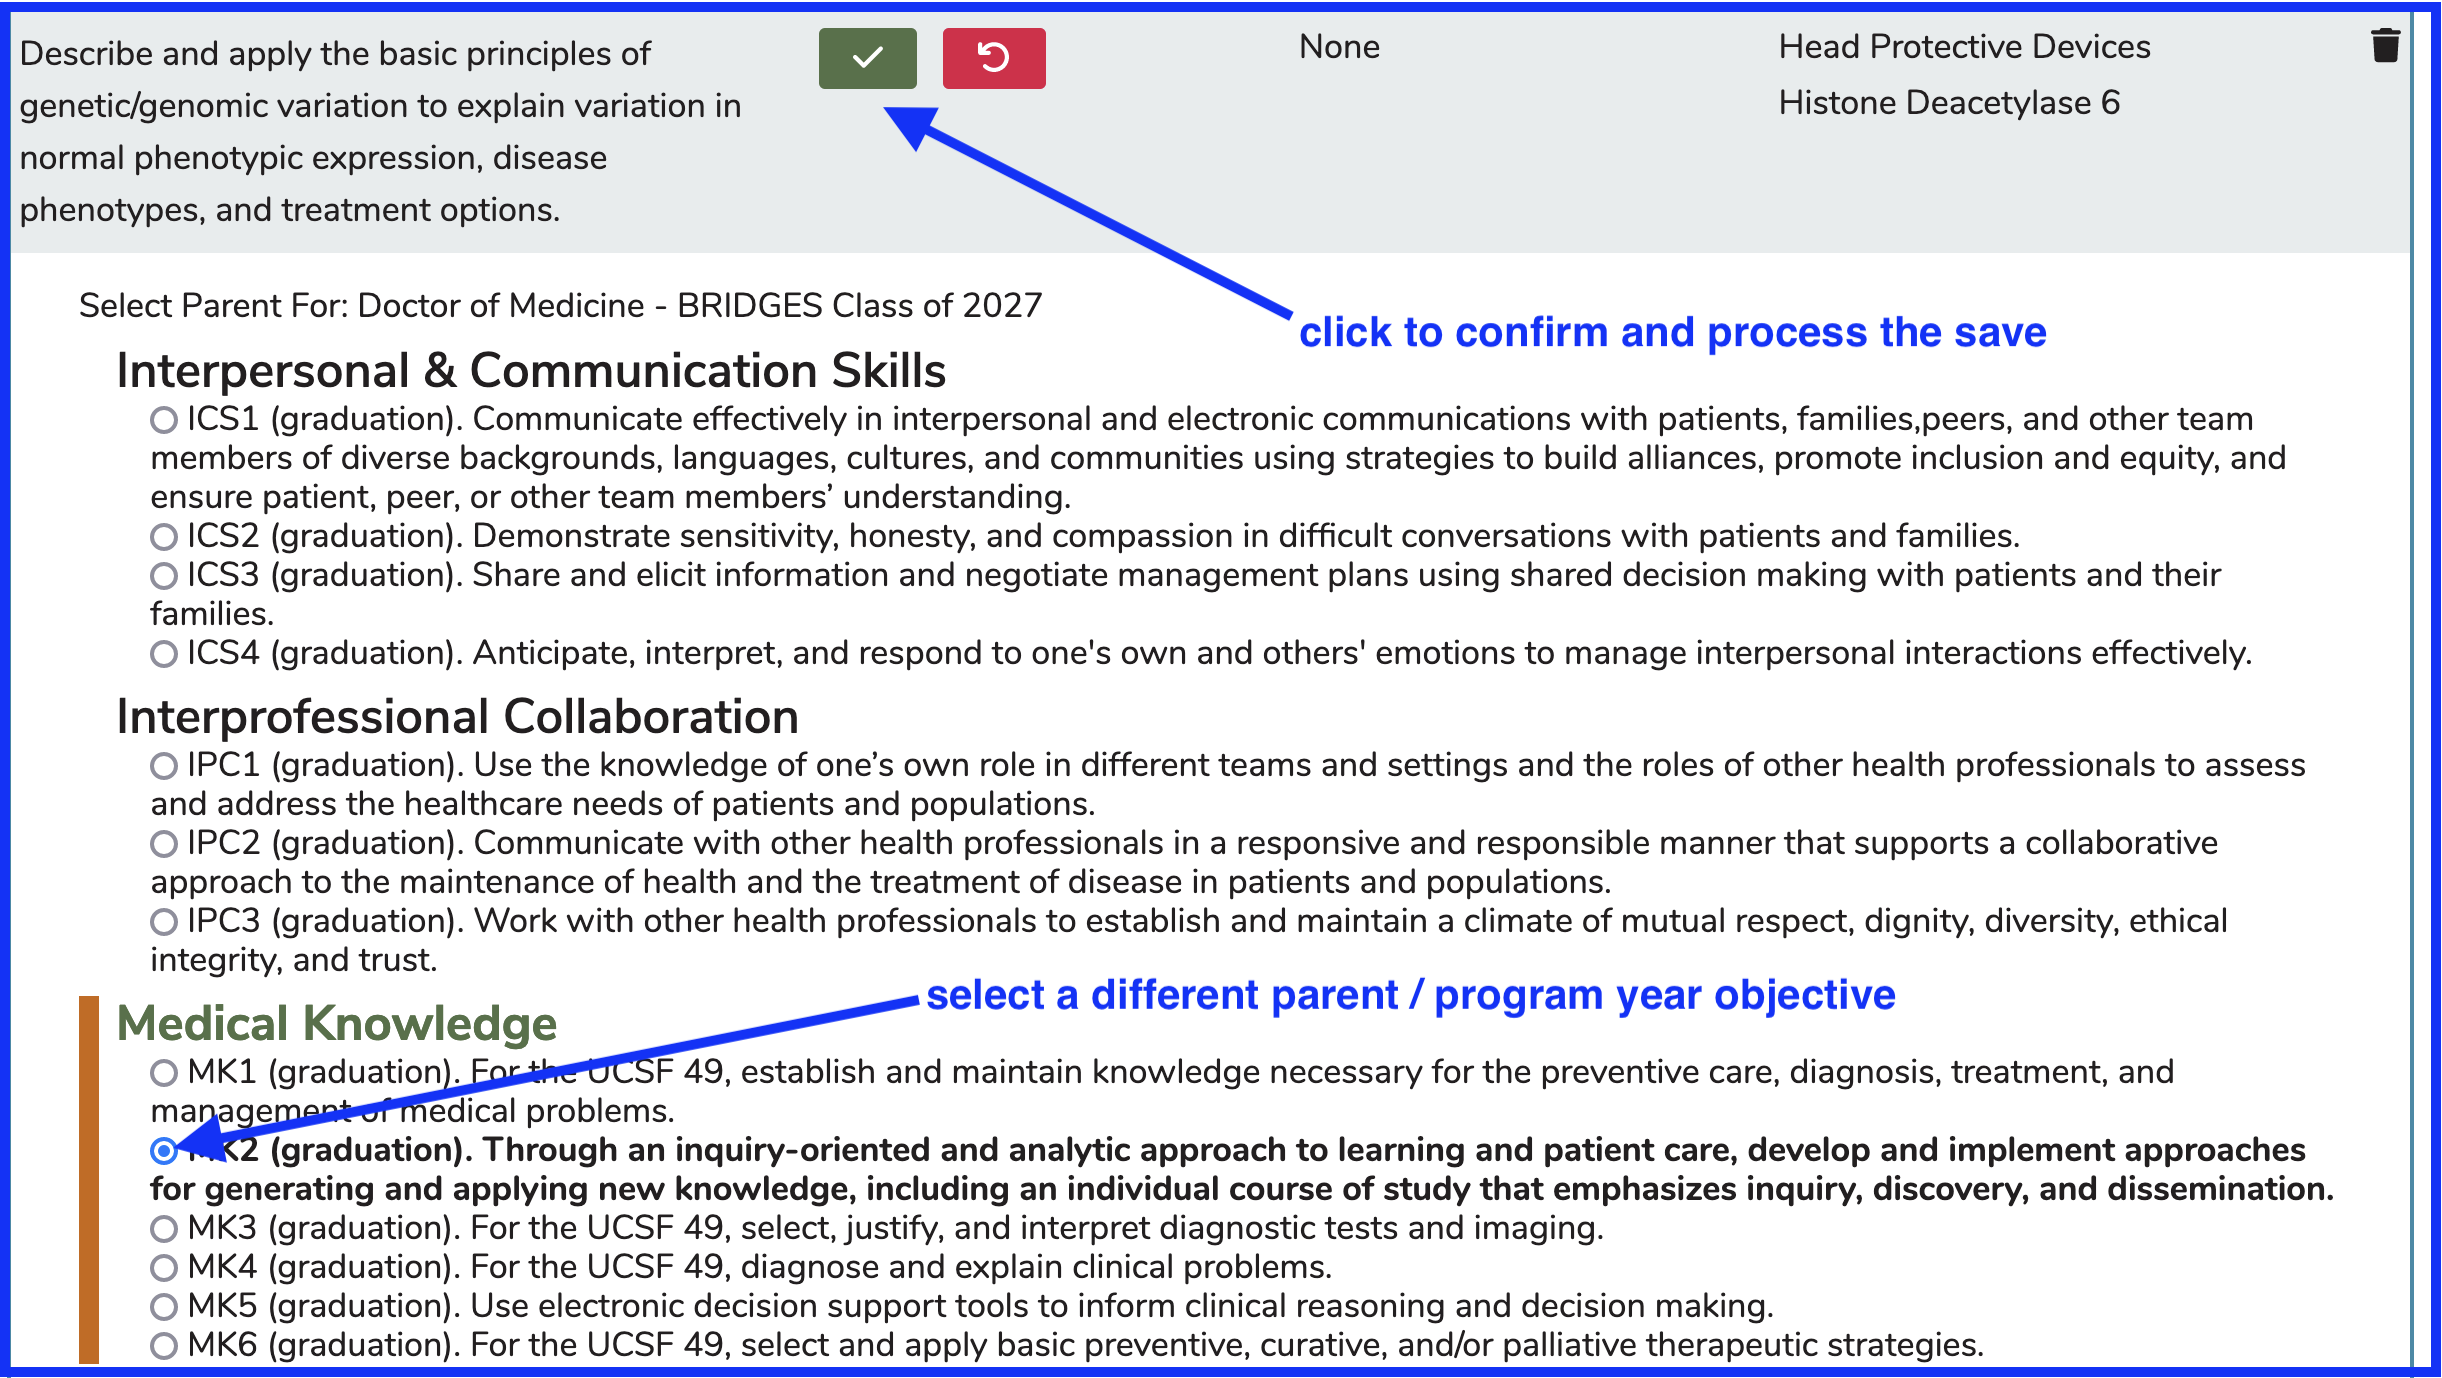 Describe and apply the basic principles of
genetic/genomic variation to explain variation in
normal phenotypic expression, disease
phenotypes, and treatment options.
None
Head Protective Devices
Histone Deacetylase 6
click to confirm and process the save
Select Parent For: Doctor of Medicine - BRIDGES Class of 2027
Interpersonal & Communication Skills
ICS1 (graduation). Communicate effectively in interpersonal and electronic communications with patients, families,peers, and other team
members of diverse backgrounds, languages, cultures, and communities using strategies to build alliances, promote inclusion and equity, and
ensure patient, peer, or other team members’ understanding.
ICS2 (graduation). Demonstrate sensitivity, honesty, and compassion in difficult conversations with patients and families.
ICS3 (graduation). Share and elicit information and negotiate management plans using shared decision making with patients and their
families.
ICS4 (graduation). Anticipate, interpret, and respond to one's own and others' emotions to manage interpersonal interactions effectively.
Interprofessional Collaboration
IPC1 (graduation). Use the knowledge of one’s own role in different teams and settings and the roles of other health professionals to assess
and address the healthcare needs of patients and populations.
IPC2 (graduation). Communicate with other health professionals in a responsive and responsible manner that supports a collaborative
approach to the maintenance of health and the treatment of disease in patients and populations.
IPC3 (graduation). Work with other health professionals to establish and maintain a climate of mutual respect, dignity, diversity, ethical
integrity, and trust.
select a different parent / program year objective
Medical Knowledge
MK1 (graduation). For the UCSF 49, establish and maintain knowledge necessary for the preventive care, diagnosis, treatment, and
management of medical problems.
MK2 (graduation). Through an inquiry-oriented and analytic approach to learning and patient care, develop and implement approaches
for generating and applying new knowledge, including an individual course of study that emphasizes inquiry, discovery, and dissemination.
MK3 (graduation). For the UCSF 49, select, justify, and interpret diagnostic tests and imaging.
MK4 (graduation). For the UCSF 49, diagnose and explain clinical problems.
MK5 (graduation). Use electronic decision support tools to inform clinical reasoning and decision making.
MK6 (graduation). For the UCSF 49, select and apply basic preventive, curative, and/or palliative therapeutic strategies.